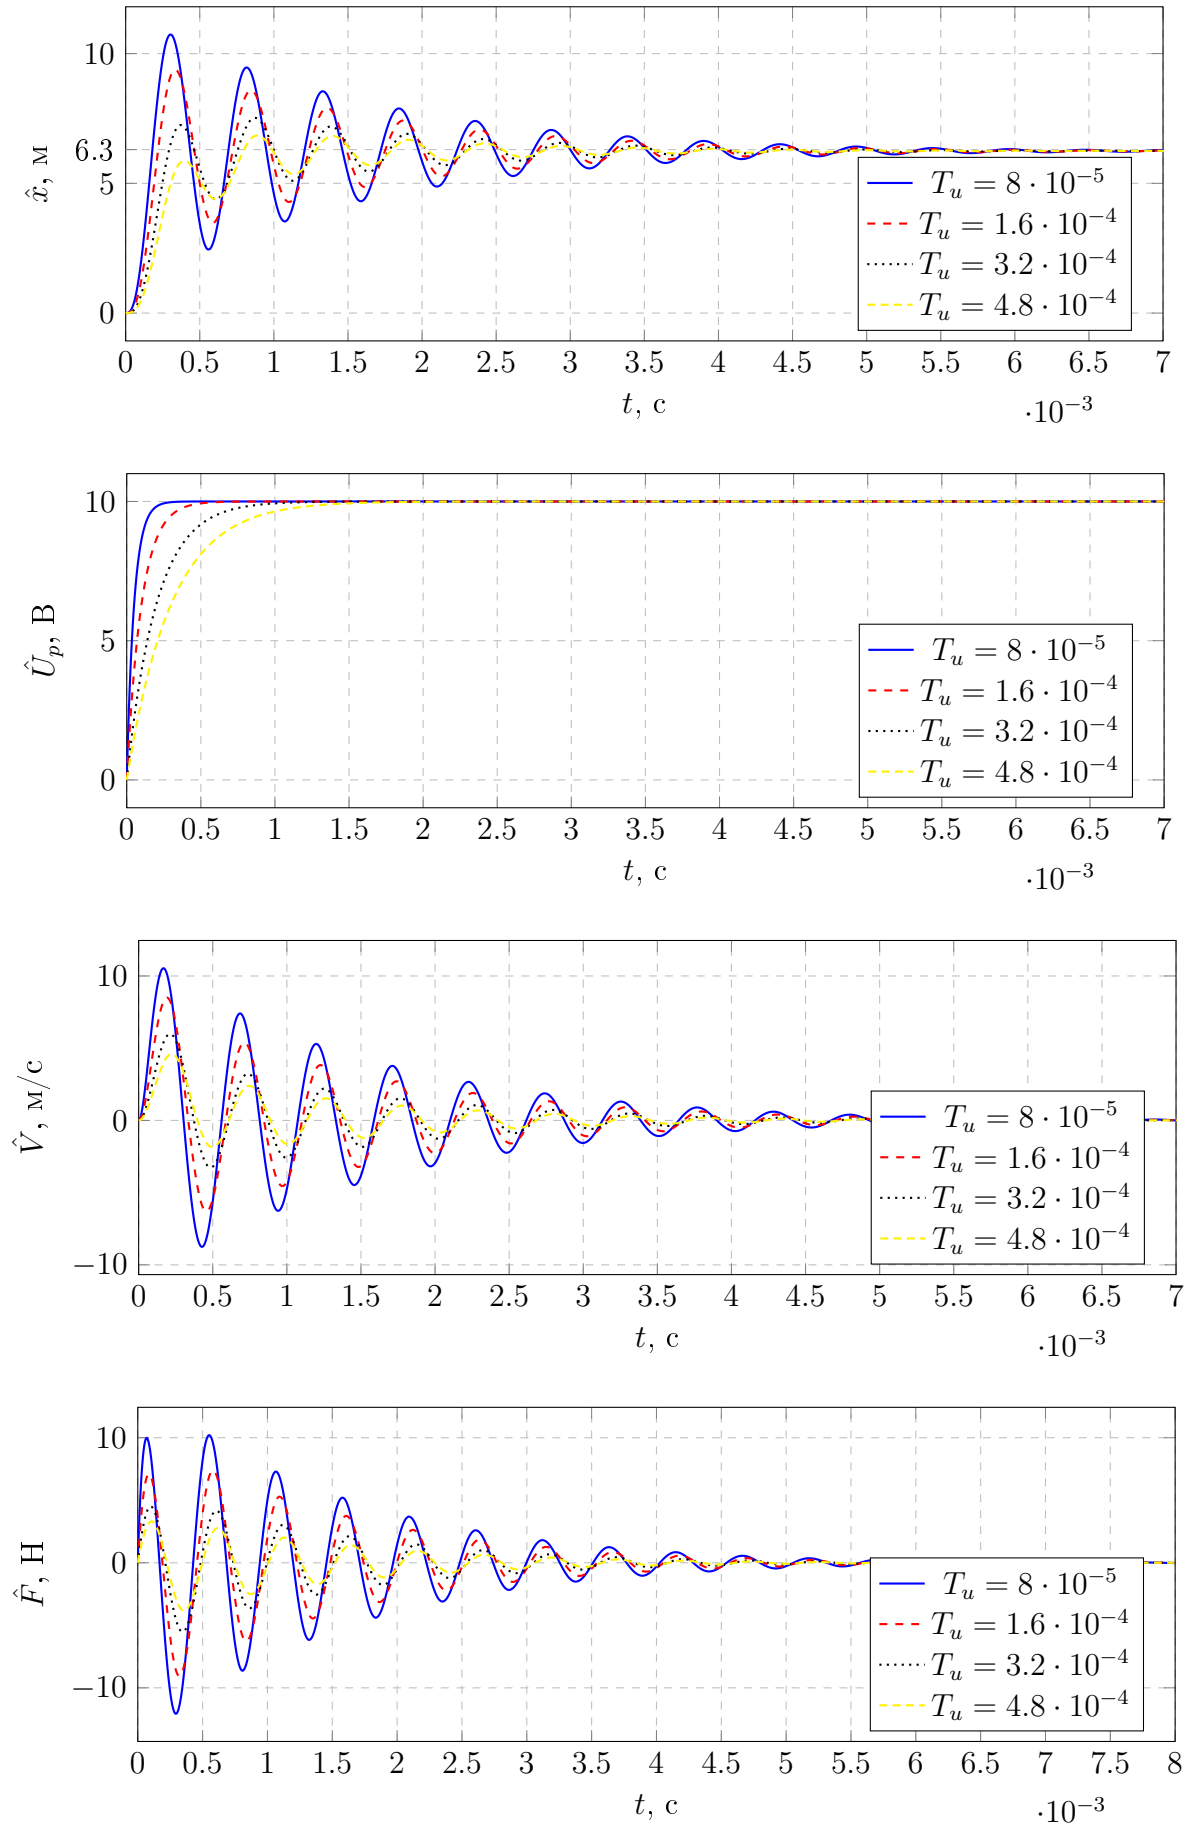 10
6.3
5
0
x̂, м
T_u = 8 · 10⁻⁵
T_u = 1.6 · 10⁻⁴
T_u = 3.2 · 10⁻⁴
T_u = 4.8 · 10⁻⁴
0 0.5 1 1.5 2 2.5 3 3.5 4 4.5 5 5.5 6 6.5 7
t, с
·10⁻³
10
5
0
Û_p, В
T_u = 8 · 10⁻⁵
T_u = 1.6 · 10⁻⁴
T_u = 3.2 · 10⁻⁴
T_u = 4.8 · 10⁻⁴
0 0.5 1 1.5 2 2.5 3 3.5 4 4.5 5 5.5 6 6.5 7
t, с
·10⁻³
10
0
−10
V̂, м/с
T_u = 8 · 10⁻⁵
T_u = 1.6 · 10⁻⁴
T_u = 3.2 · 10⁻⁴
T_u = 4.8 · 10⁻⁴
0 0.5 1 1.5 2 2.5 3 3.5 4 4.5 5 5.5 6 6.5 7
t, с
·10⁻³
10
0
−10
F̂, Н
T_u = 8 · 10⁻⁵
T_u = 1.6 · 10⁻⁴
T_u = 3.2 · 10⁻⁴
T_u = 4.8 · 10⁻⁴
0 0.5 1 1.5 2 2.5 3 3.5 4 4.5 5 5.5 6 6.5 7 7.5 8
t, с
·10⁻³